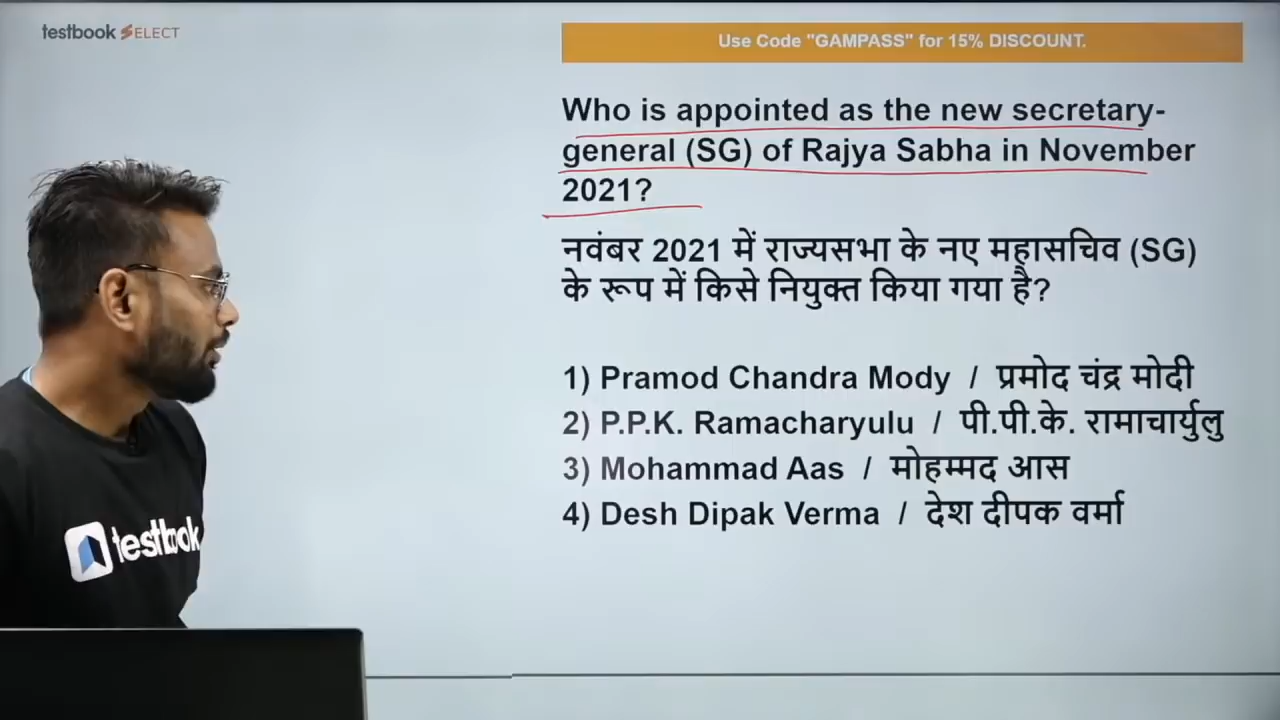 testbook SELECT
Use Code "GAMPASS" for 15% DISCOUNT.
Who is appointed as the new secretary-
general (SG) of Rajya Sabha in November
2021?
नवंबर 2021 में राज्यसभा के नए महासचिव (SG)
के रूप में किसे नियुक्त किया गया है?
1) Pramod Chandra Mody / प्रमोद चंद्र मोदी
2) P.P.K. Ramacharyulu / पी.पी.के. रामाचार्युलु
3) Mohammad Aas / मोहम्मद आस
4) Desh Dipak Verma / देश दीपक वर्मा
testbook